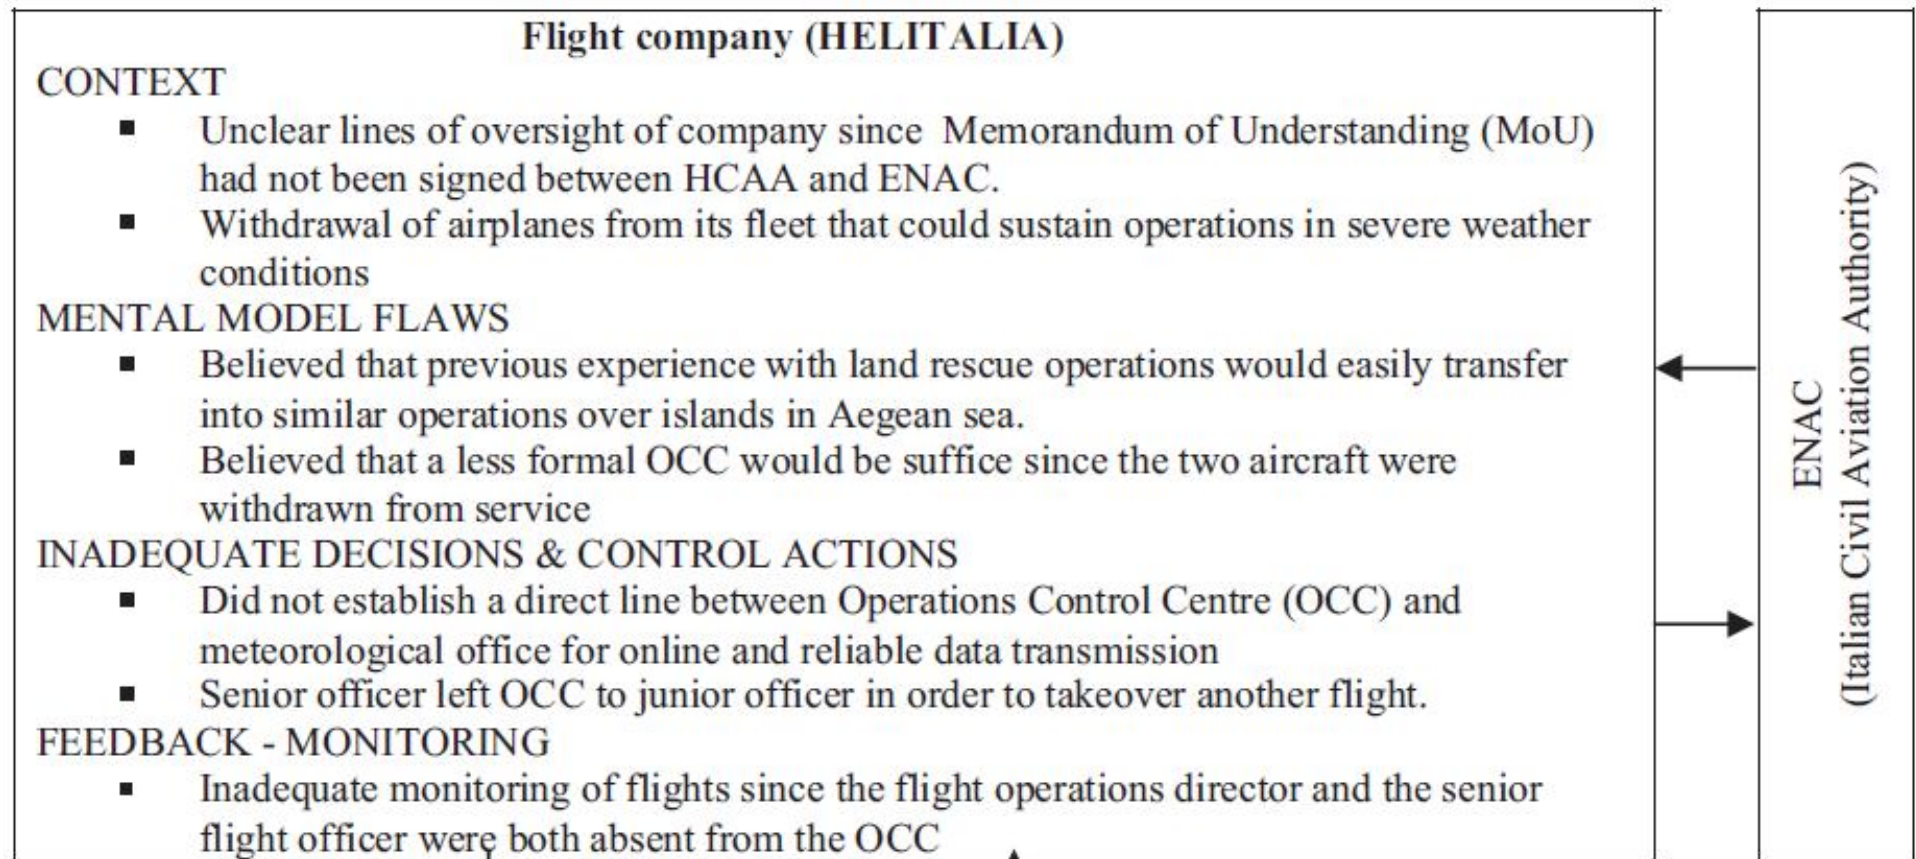 Flight company (HELITALIA)
CONTEXT
▪ Unclear lines of oversight of company since Memorandum of Understanding (MoU)
had not been signed between HCAA and ENAC.
▪ Withdrawal of airplanes from its fleet that could sustain operations in severe weather
conditions
MENTAL MODEL FLAWS
▪ Believed that previous experience with land rescue operations would easily transfer
into similar operations over islands in Aegean sea.
▪ Believed that a less formal OCC would be suffice since the two aircraft were
withdrawn from service
INADEQUATE DECISIONS & CONTROL ACTIONS
▪ Did not establish a direct line between Operations Control Centre (OCC) and
meteorological office for online and reliable data transmission
▪ Senior officer left OCC to junior officer in order to takeover another flight.
FEEDBACK - MONITORING
▪ Inadequate monitoring of flights since the flight operations director and the senior
flight officer were both absent from the OCC
ENAC
(Italian Civil Aviation Authority)